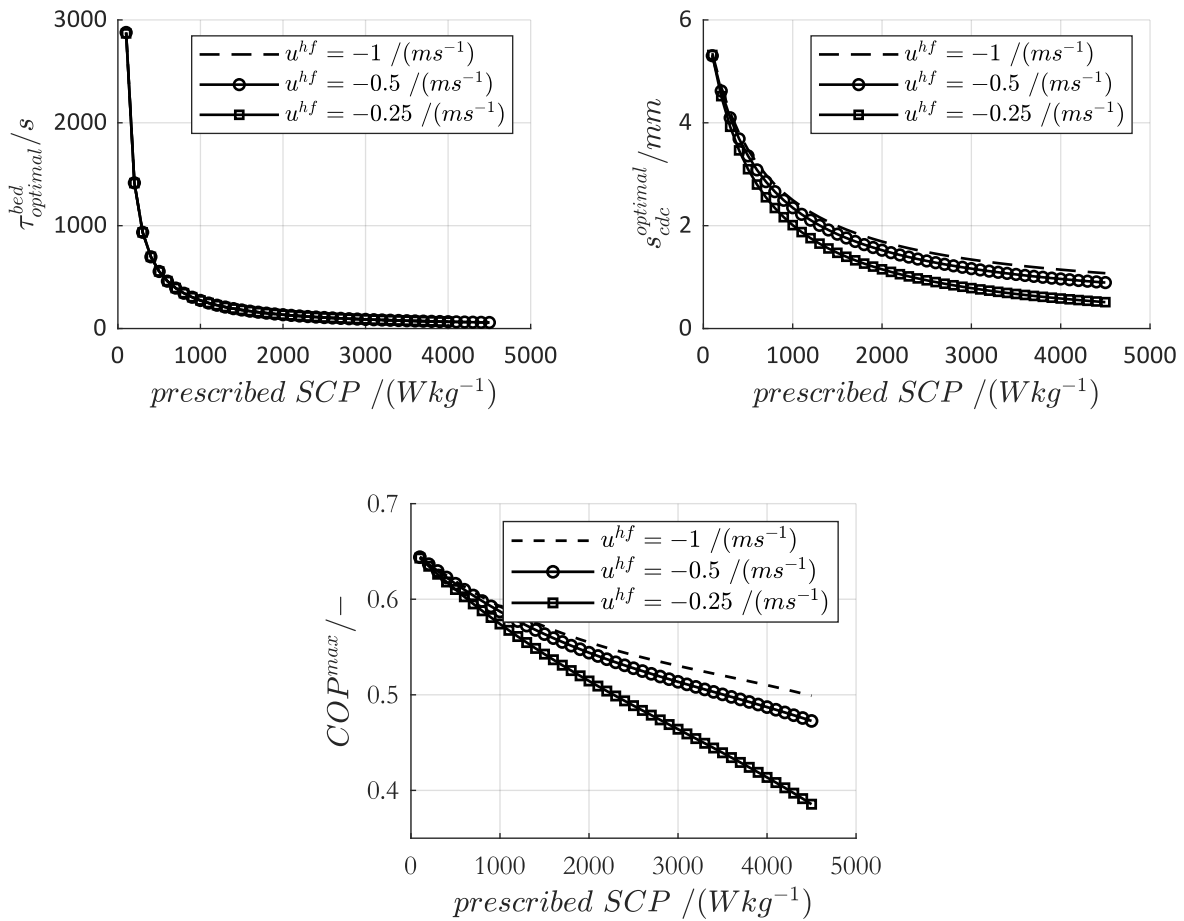 3000
2000
1000
0
τ^{bed}_{optimal}/s
u^{hf} = −1 /(ms^{−1})
u^{hf} = −0.5 /(ms^{−1})
u^{hf} = −0.25 /(ms^{−1})
0 1000 2000 3000 4000 5000
prescribed SCP /(Wkg^{−1})
6
4
2
0
s^{optimal}_{cdc}/mm
u^{hf} = −1 /(ms^{−1})
u^{hf} = −0.5 /(ms^{−1})
u^{hf} = −0.25 /(ms^{−1})
0 1000 2000 3000 4000 5000
prescribed SCP /(Wkg^{−1})
0.7
0.6
0.5
0.4
COP^{max}/−
u^{hf} = −1 /(ms^{−1})
u^{hf} = −0.5 /(ms^{−1})
u^{hf} = −0.25 /(ms^{−1})
0 1000 2000 3000 4000 5000
prescribed SCP /(Wkg^{−1})